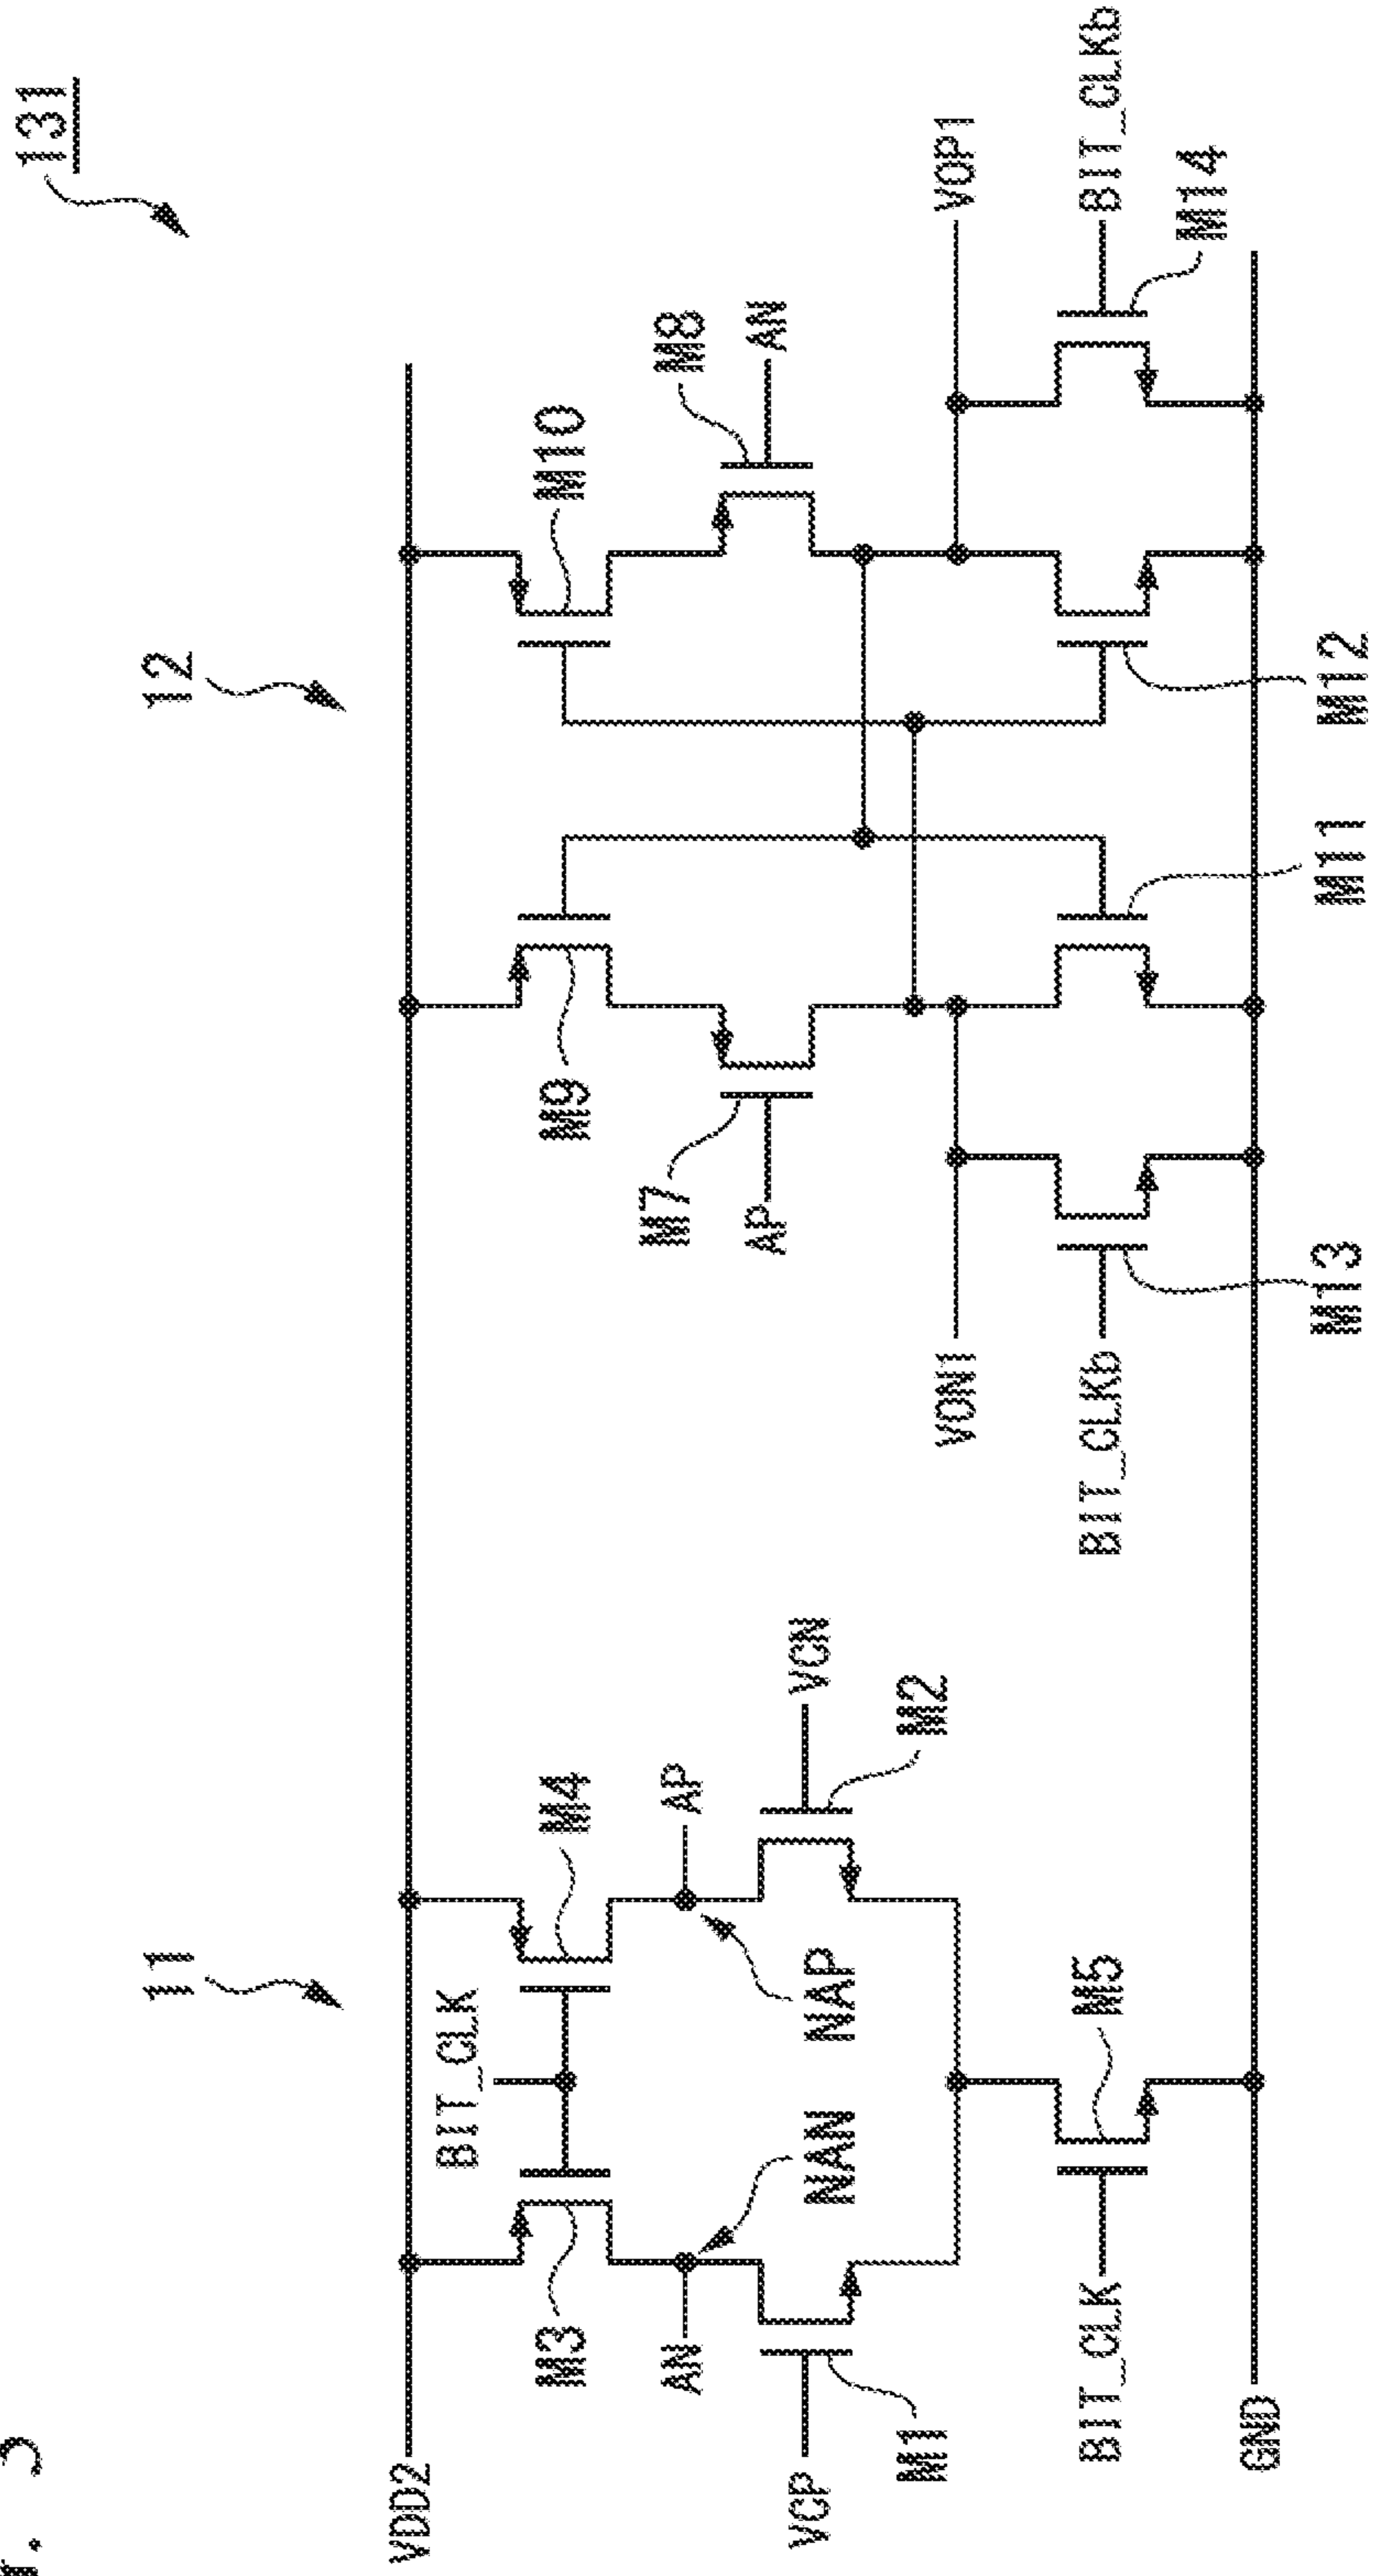 131
11
12
VDD2
BIT_CLK
M3
M4
M9
M10
AN
AP
M7
M8
AP
AN
NAN
NAP
VCP
VCN
M1
M2
VON1
VOP1
BIT_CLK
M5
BIT_CLKb
BIT_CLKb
M14
GND
M13
M11
M12